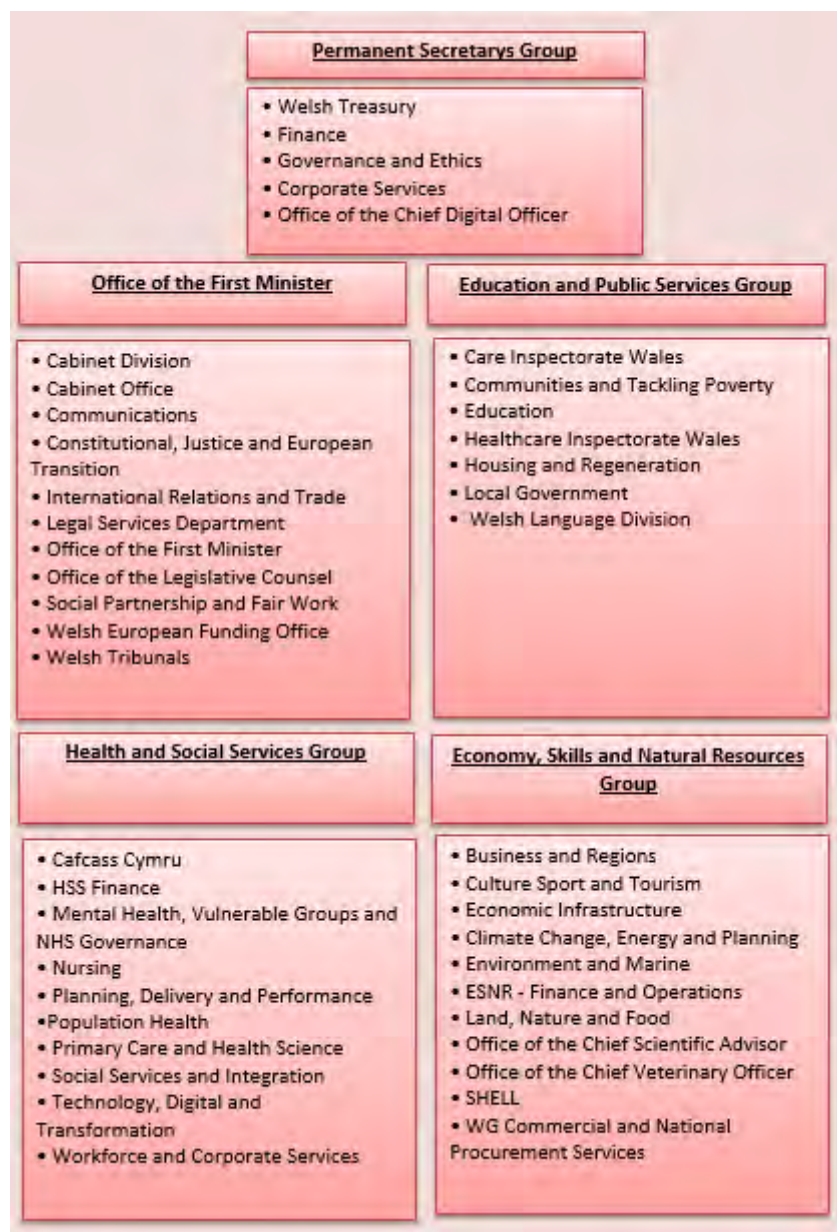 Permanent Secretarys Group
• Welsh Treasury
• Finance
• Governance and Ethics
• Corporate Services
• Office of the Chief Digital Officer
Office of the First Minister
• Cabinet Division
• Cabinet Office
• Communications
• Constitutional, Justice and European
Transition
• International Relations and Trade
• Legal Services Department
• Office of the First Minister
• Office of the Legislative Counsel
• Social Partnership and Fair Work
• Welsh European Funding Office
• Welsh Tribunals
Education and Public Services Group
• Care Inspectorate Wales
• Communities and Tackling Poverty
• Education
• Healthcare Inspectorate Wales
• Housing and Regeneration
• Local Government
• Welsh Language Division
Health and Social Services Group
• Cafcass Cymru
• HSS Finance
• Mental Health, Vulnerable Groups and
NHS Governance
• Nursing
• Planning, Delivery and Performance
•Population Health
• Primary Care and Health Science
• Social Services and Integration
• Technology, Digital and
Transformation
• Workforce and Corporate Services
Economy, Skills and Natural Resources
Group
• Business and Regions
• Culture Sport and Tourism
• Economic Infrastructure
• Climate Change, Energy and Planning
• Environment and Marine
• ESNR - Finance and Operations
• Land, Nature and Food
• Office of the Chief Scientific Advisor
• Office of the Chief Veterinary Officer
• SHELL
• WG Commercial and National
Procurement Services